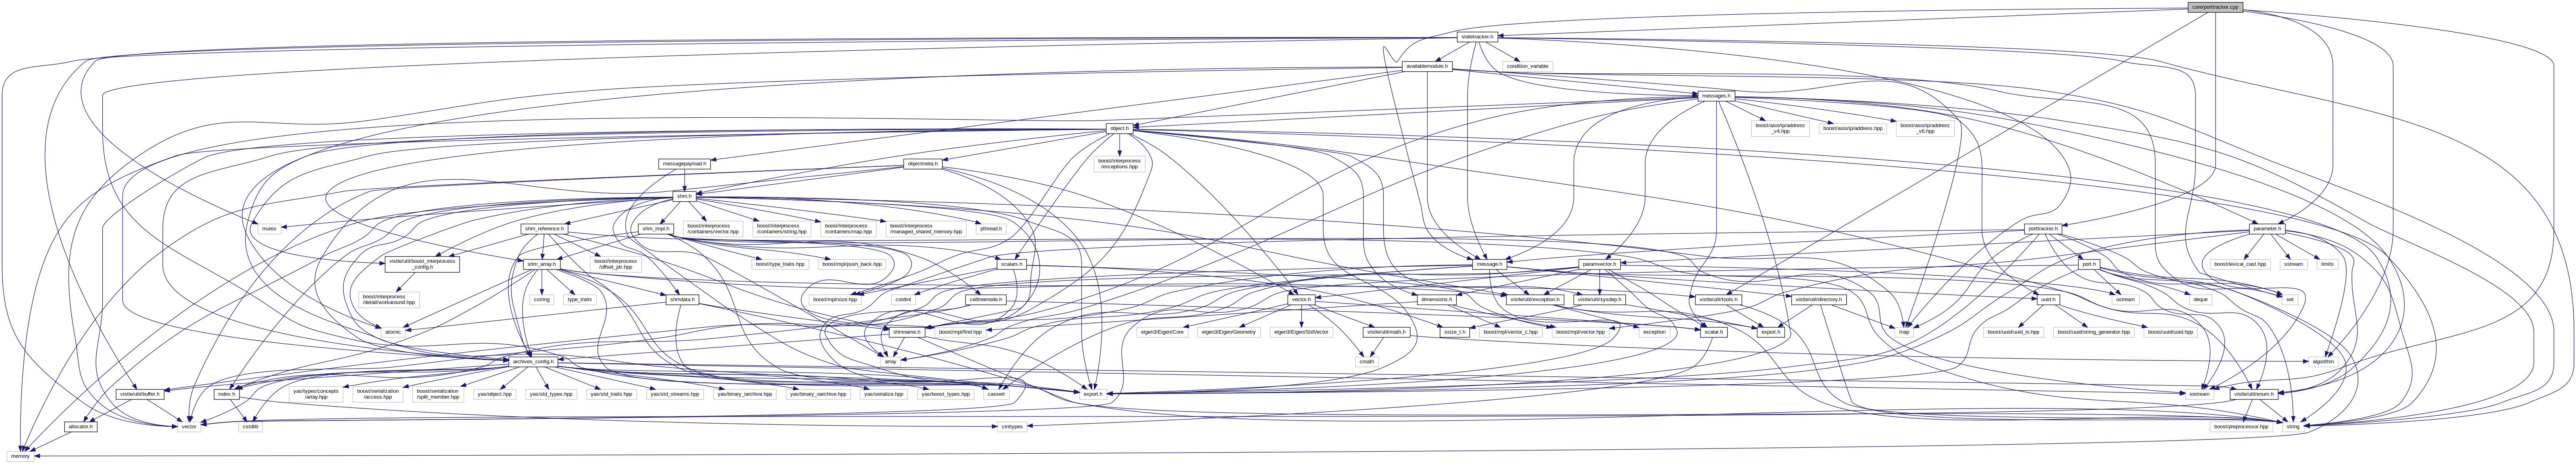 core/porttracker.cpp
statetracker.h
availablemodule.h
condition_variable
messages.h
object.h
boost/asio/ip/address
_v4.hpp
boost/asio/ip/address.hpp
boost/asio/ip/address
_v6.hpp
messagepayload.h
objectmeta.h
boost/interprocess
/exceptions.hpp
shm.h
mutex
shm_reference.h
shm_impl.h
boost/interprocess
/containers/vector.hpp
boost/interprocess
/containers/string.hpp
boost/interprocess
/containers/map.hpp
boost/interprocess
/managed_shared_memory.hpp
pthread.h
porttracker.h
parameter.h
vistle/util/boost_interprocess
_config.h
shm_array.h
boost/interprocess
/offset_ptr.hpp
boost/type_traits.hpp
boost/mpl/push_back.hpp
scalars.h
message.h
paramvector.h
port.h
boost/lexical_cast.hpp
sstream
limits
boost/interprocess
/detail/workaround.hpp
cstring
type_traits
shmdata.h
boost/mpl/size.hpp
cstdint
celltreenode.h
vector.h
dimensions.h
vistle/util/exception.h
vistle/util/sysdep.h
vistle/util/tools.h
vistle/util/directory.h
uuid.h
ostream
deque
set
atomic
shmname.h
boost/mpl/find.hpp
eigen3/Eigen/Core
eigen3/Eigen/Geometry
eigen3/Eigen/StdVector
vistle/util/math.h
ssize_t.h
boost/mpl/vector_c.hpp
boost/mpl/vector.hpp
exception
scalar.h
export.h
map
boost/uuid/uuid_io.hpp
boost/uuid/string_generator.hpp
boost/uuid/uuid.hpp
archives_config.h
array
cmath
algorithm
vistle/util/buffer.h
index.h
yas/types/concepts
/array.hpp
boost/serialization
/access.hpp
boost/serialization
/split_member.hpp
yas/object.hpp
yas/std_types.hpp
yas/std_traits.hpp
yas/std_streams.hpp
yas/binary_iarchive.hpp
yas/binary_oarchive.hpp
yas/serialize.hpp
yas/boost_types.hpp
cassert
export.h
iostream
vistle/util/enum.h
allocator.h
vector
cstdlib
cinttypes
boost/preprocessor.hpp
string
memory